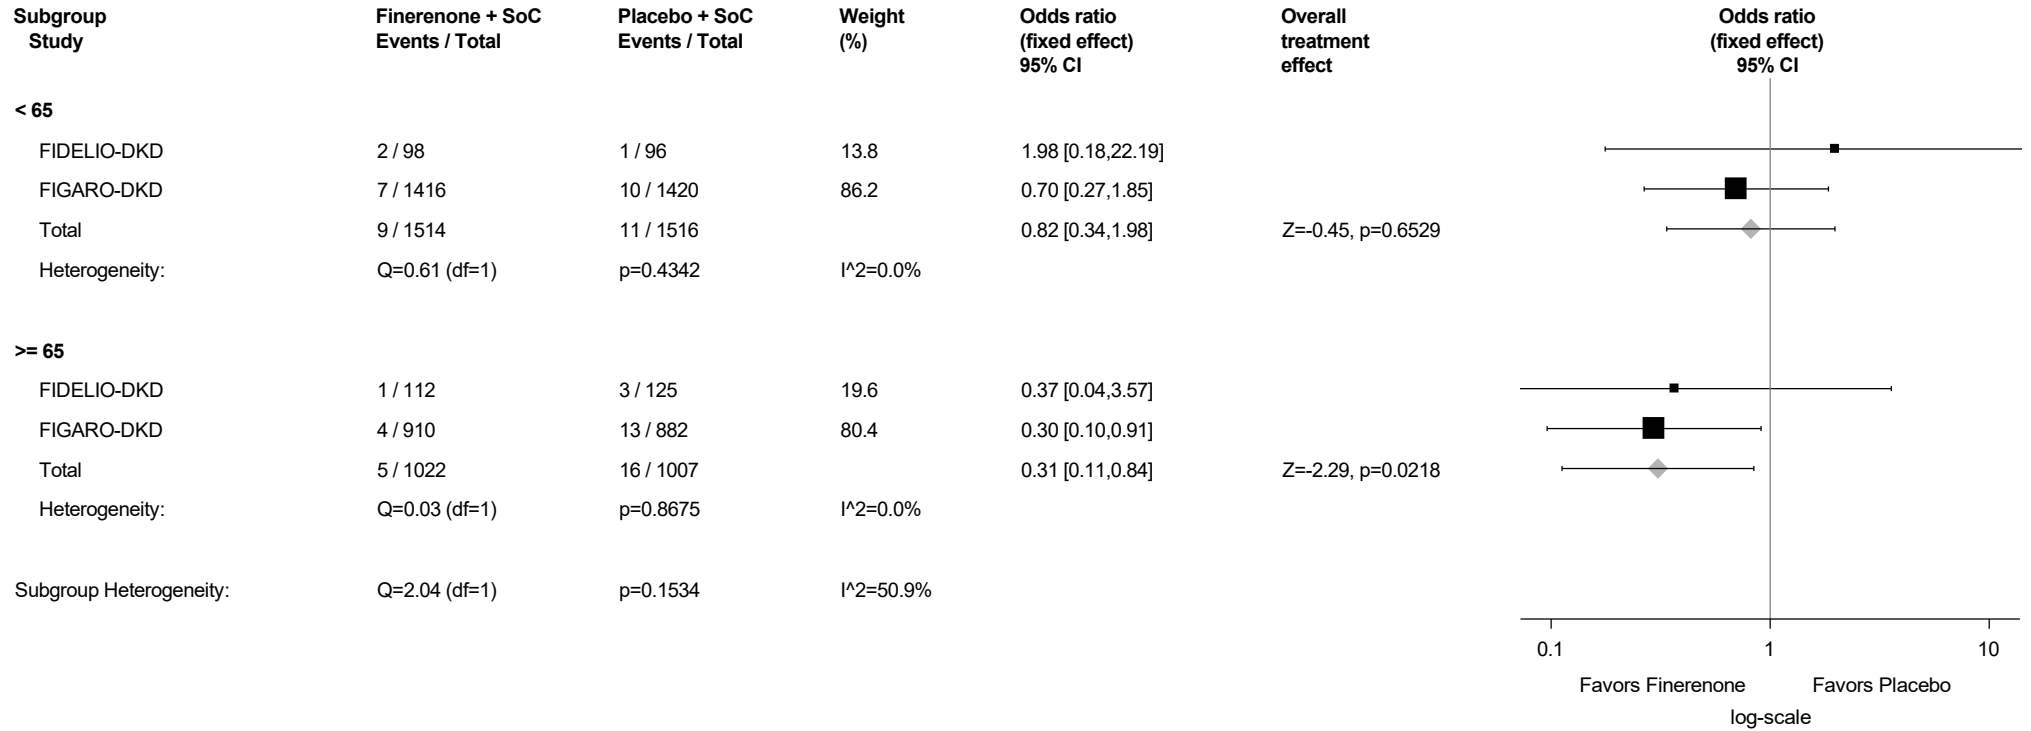 Subgroup Finerenone + SoC Placebo + SoC Weight Odds ratio Overall Odds ratio
Study Events / Total Events / Total (%) (fixed effect) treatment (fixed effect)
95% CI effect 95% CI
< 65
FIDELIO-DKD 2 / 98 1 / 96 13.8 1.98 [0.18,22.19]
FIGARO-DKD 7 / 1416 10 / 1420 86.2 0.70 [0.27,1.85]
Total 9 / 1514 11 / 1516 0.82 [0.34,1.98] Z=-0.45, p=0.6529
Heterogeneity: Q=0.61 (df=1) p=0.4342 I^2=0.0%
>= 65
FIDELIO-DKD 1 / 112 3 / 125 19.6 0.37 [0.04,3.57]
FIGARO-DKD 4 / 910 13 / 882 80.4 0.30 [0.10,0.91]
Total 5 / 1022 16 / 1007 0.31 [0.11,0.84] Z=-2.29, p=0.0218
Heterogeneity: Q=0.03 (df=1) p=0.8675 I^2=0.0%
Subgroup Heterogeneity: Q=2.04 (df=1) p=0.1534 I^2=50.9%
0.1 1 10
Favors Finerenone Favors Placebo
log-scale